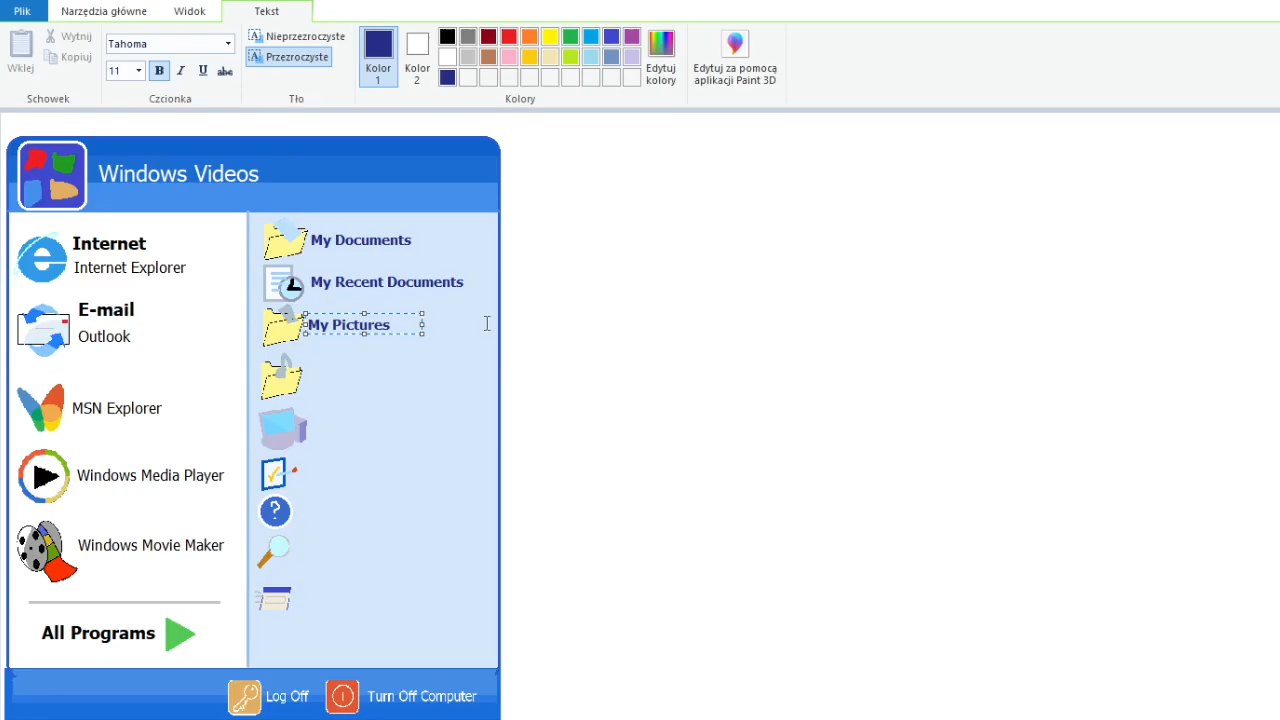 Plik Narzędzia główne Widok Tekst
Wklej Wytnij Kopiuj
Schowek
Tahoma
11 B I U abc
Czcionka
Nieprzezroczyste
Przezroczyste
Tło
Kolor 1
Kolor 2
Edytuj kolory
Kolory
Edytuj za pomocą aplikacji Paint 3D
Windows Videos
Internet
Internet Explorer
E-mail
Outlook
MSN Explorer
Windows Media Player
Windows Movie Maker
All Programs
My Documents
My Recent Documents
My Pictures
?
Log Off
Turn Off Computer